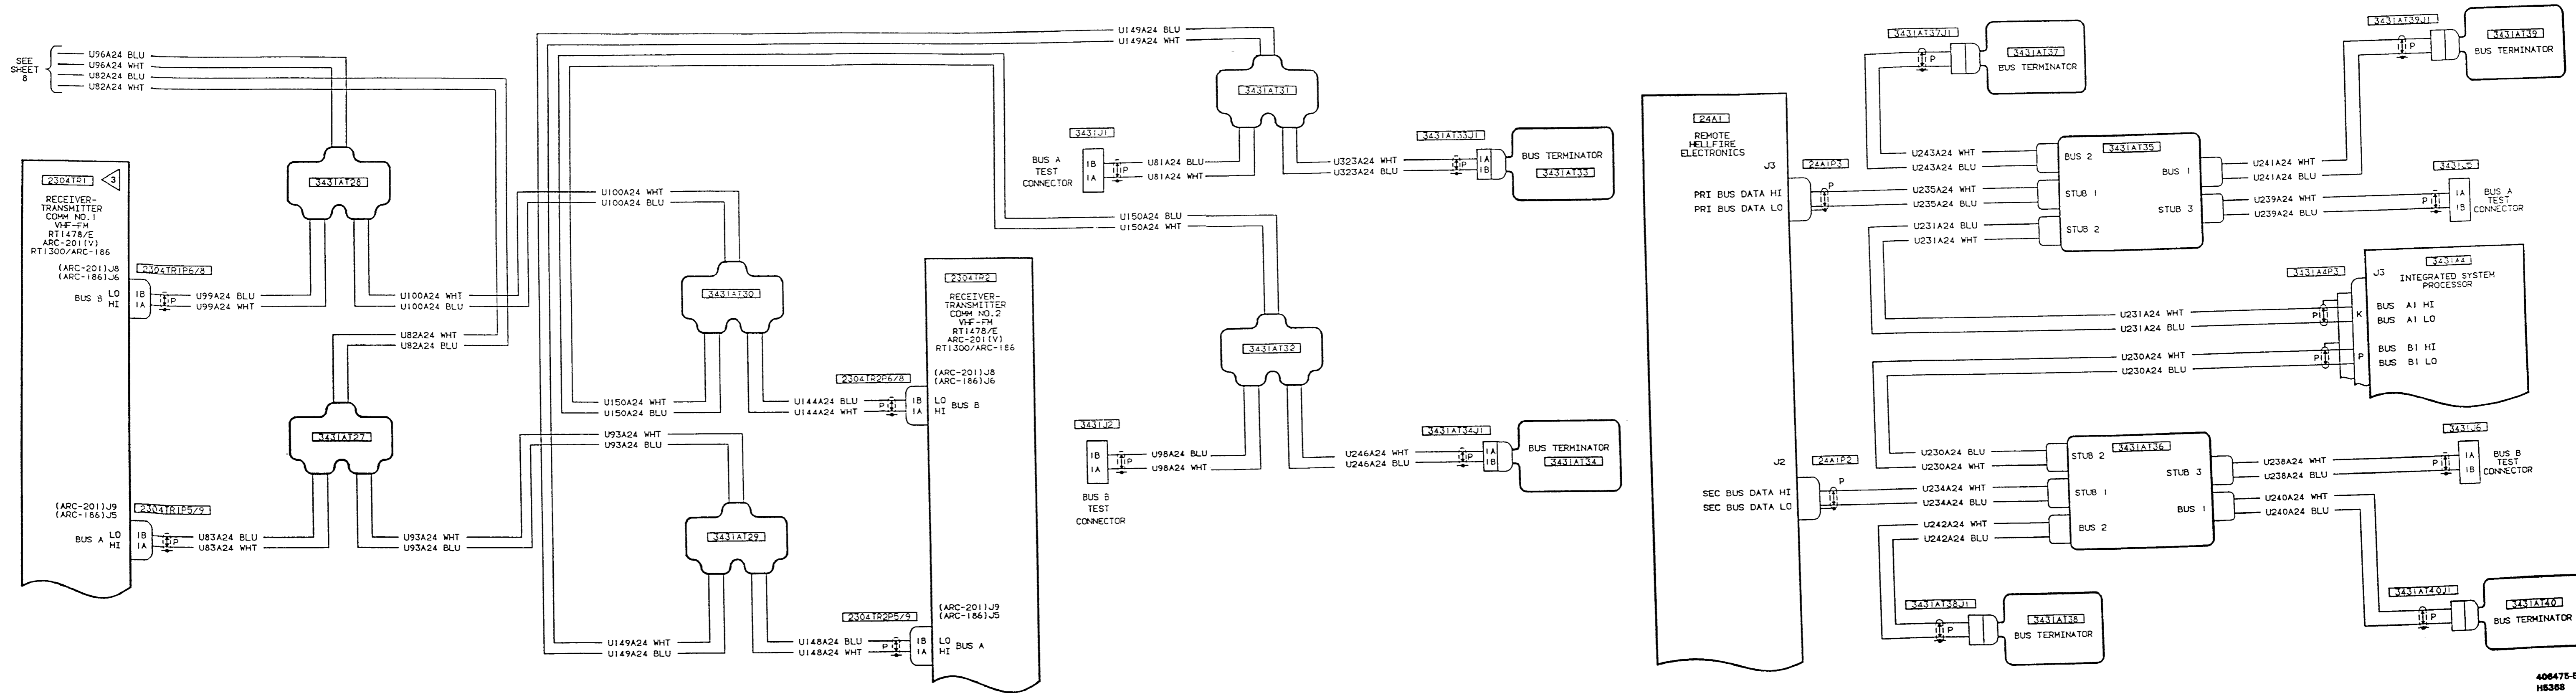 SEE
SHEET
8
U96A24 BLU
U96A24 WHT
U82A24 BLU
U82A24 WHT
2304TR1
3
RECEIVER-
TRANSMITTER
COMM NO.1
VHF-FM
RT1478/E
ARC-201(V)
RT1300/ARC-186
(ARC-201)J8
(ARC-186)J6
2304TR1P6/8
BUS B
LO
HI
1B
1A
P
U99A24 BLU
U99A24 WHT
3431AT28
U100A24 WHT
U100A24 BLU
U82A24 WHT
U82A24 BLU
3431AT27
(ARC-201)J9
(ARC-186)J5
2304TR1P5/9
BUS A
LO
HI
1B
1A
P
U83A24 BLU
U83A24 WHT
U93A24 WHT
U93A24 BLU
U100A24 WHT
U100A24 BLU
3431AT30
U150A24 WHT
U150A24 BLU
U144A24 BLU
U144A24 WHT
P
2304TR2P6/8
1B
1A
LO
HI
BUS B
U93A24 WHT
U93A24 BLU
3431AT29
U149A24 WHT
U149A24 BLU
U148A24 BLU
U148A24 WHT
P
2304TR2P5/9
1B
1A
LO
HI
BUS A
2304TR2
RECEIVER-
TRANSMITTER
COMM NO.2
VHF-FM
RT1478/E
ARC-201(V)
RT1300/ARC-186
(ARC-201)J8
(ARC-186)J6
(ARC-201)J9
(ARC-186)J5
U149A24 BLU
U149A24 WHT
3431AT31
3431J1
BUS A
TEST
CONNECTOR
1B
1A
P
U81A24 BLU
U81A24 WHT
U323A24 WHT
U323A24 BLU
3431AT33J1
P
1A
1B
BUS TERMINATOR
3431AT33
U150A24 BLU
U150A24 WHT
3431AT32
3431J2
1B
1A
P
BUS B
TEST
CONNECTOR
U98A24 BLU
U98A24 WHT
U246A24 WHT
U246A24 BLU
3431AT34J1
P
1A
1B
BUS TERMINATOR
3431AT34
24A1
REMOTE
HELLFIRE
ELECTRONICS
J3
24A1P3
PRI BUS DATA HI
PRI BUS DATA LO
P
J2
24A1P2
SEC BUS DATA HI
SEC BUS DATA LO
P
3431AT37J1
P
3431AT37
BUS TERMINATOR
U243A24 WHT
U243A24 BLU
U235A24 WHT
U235A24 BLU
U231A24 BLU
U231A24 WHT
3431AT35
BUS 2
STUB 1
STUB 2
BUS 1
STUB 3
3431AT39J1
P
3431AT39
BUS TERMINATOR
U241A24 WHT
U241A24 BLU
U239A24 WHT
U239A24 BLU
3431J5
P
1A
1B
BUS A
TEST
CONNECTOR
3431A4P3
J3
3431A4
INTEGRATED SYSTEM
PROCESSOR
U231A24 WHT
U231A24 BLU
P
K
BUS A1 HI
BUS A1 LO
U230A24 WHT
U230A24 BLU
P
P
BUS B1 HI
BUS B1 LO
U230A24 BLU
U230A24 WHT
U234A24 WHT
U234A24 BLU
U242A24 WHT
U242A24 BLU
3431AT36
STUB 2
STUB 1
BUS 2
STUB 3
BUS 1
U238A24 WHT
U238A24 BLU
U240A24 WHT
U240A24 BLU
3431J6
P
1A
1B
BUS B
TEST
CONNECTOR
3431AT38J1
P
3431AT38
BUS TERMINATOR
3431AT40J1
P
3431AT40
BUS TERMINATOR
H5368